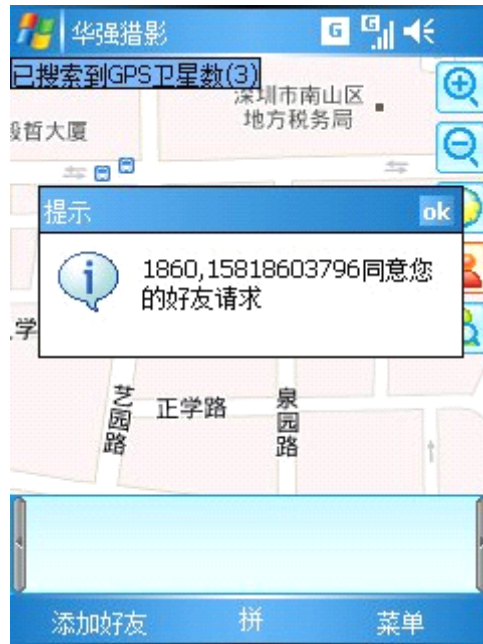 华强猎影
G G
已搜索到GPS卫星数(3)
深圳市南山区
地方税务局
哲大厦
提示 ok
1860,15818603796同意您
的好友请求
学
艺园路
正学路
泉园路
添加好友 拼 菜单